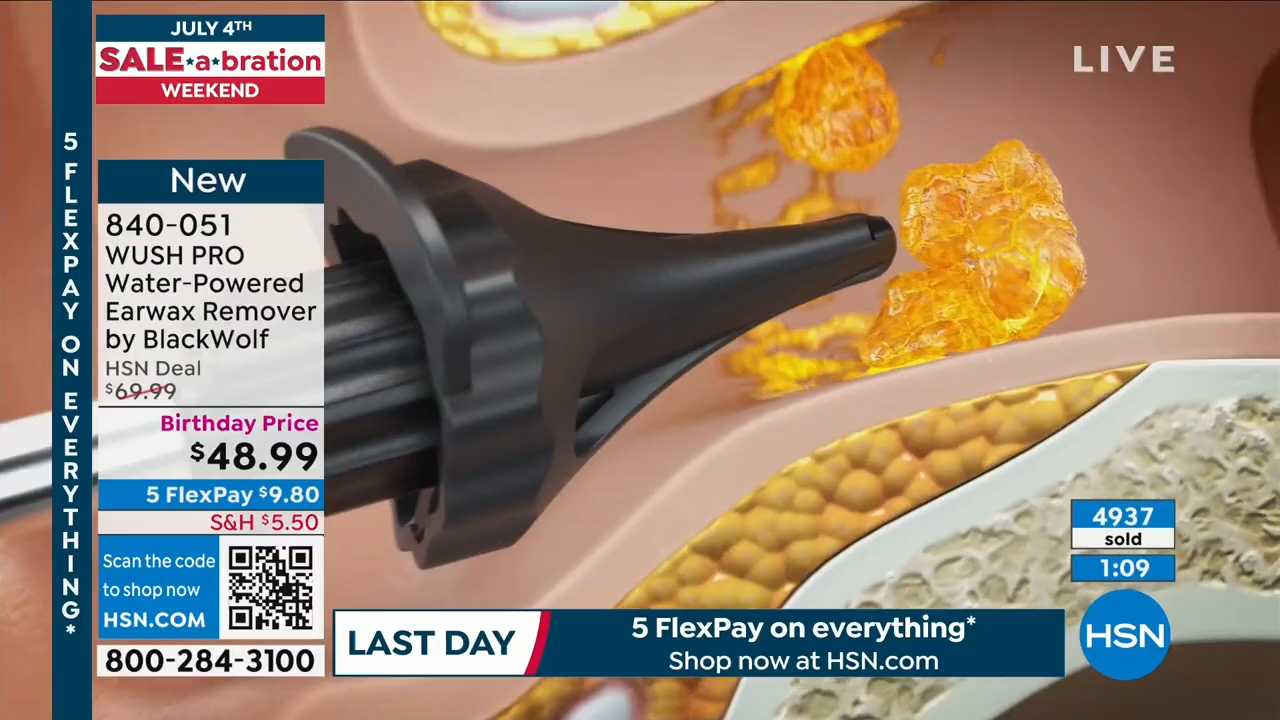 JULY 4TH
SALE★a★bration
WEEKEND
LIVE
5 FLEXPAY ON EVERYTHING*
New
840-051
WUSH PRO
Water-Powered
Earwax Remover
by BlackWolf
HSN Deal
$69.99
Birthday Price
$48.99
5 FlexPay $9.80
S&H $5.50
Scan the code
to shop now
HSN.COM
800-284-3100
LAST DAY
5 FlexPay on everything*
Shop now at HSN.com
4937
sold
1:09
HSN